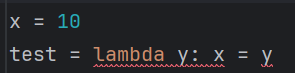 x = 10
test = lambda y: x = y